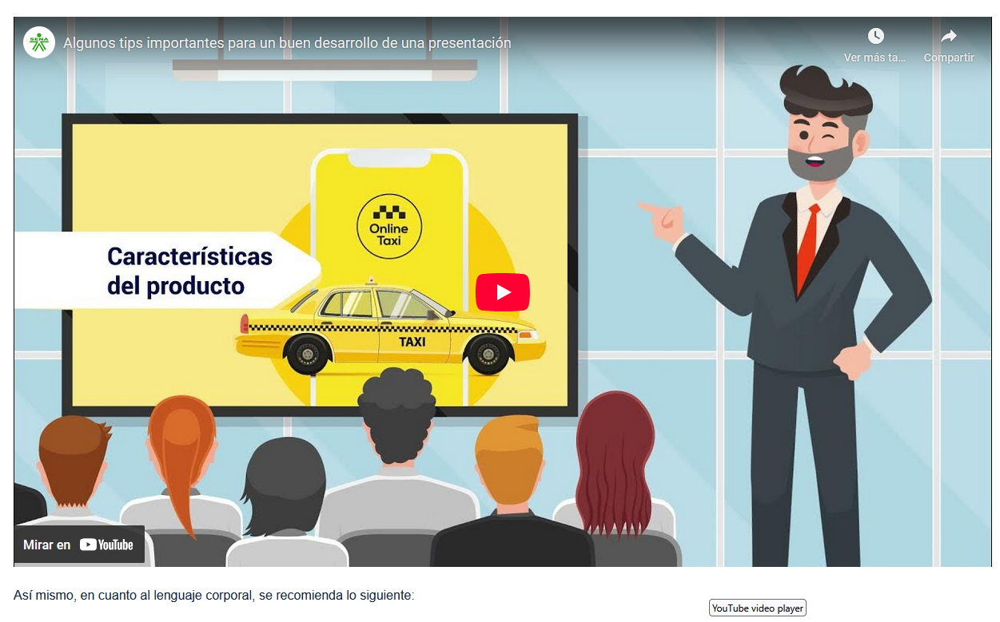 SENA
Algunos tips importantes para un buen desarrollo de una presentación
Ver más ta...
Compartir
Online
Taxi
Características
del producto
TAXI
Mirar en YouTube
Así mismo, en cuanto al lenguaje corporal, se recomienda lo siguiente:
YouTube video player